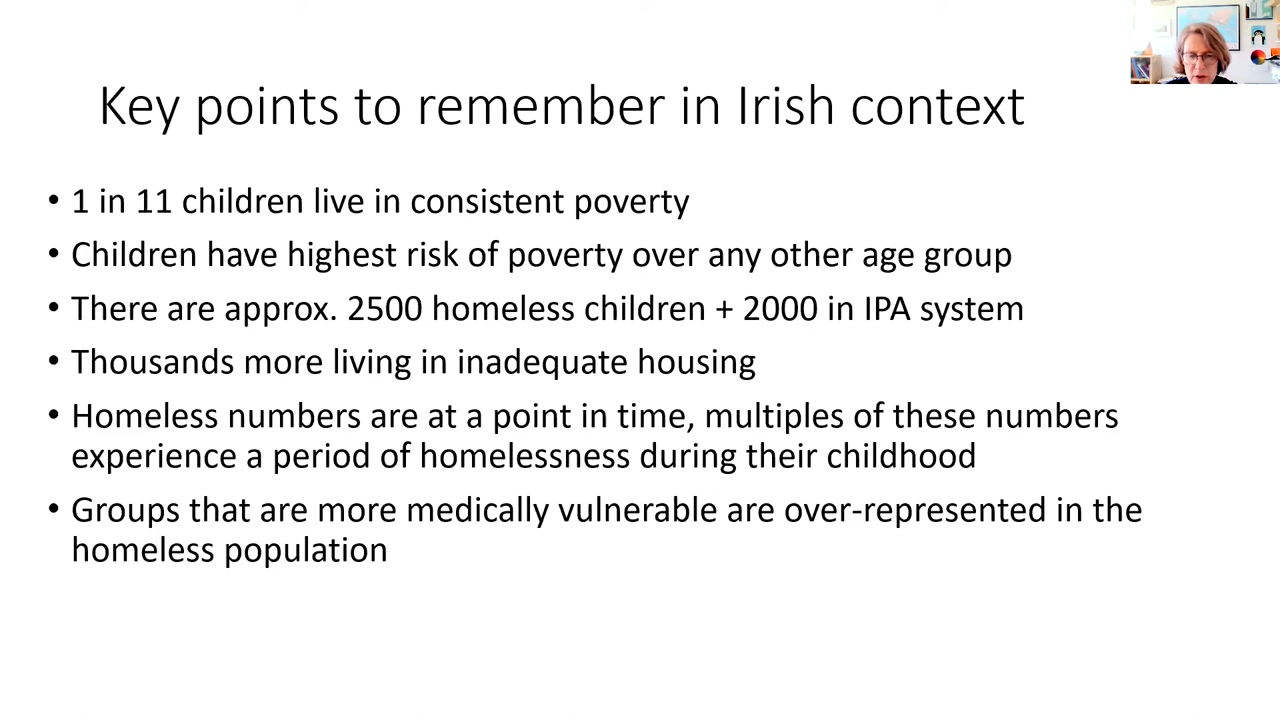 Key points to remember in Irish context
• 1 in 11 children live in consistent poverty
• Children have highest risk of poverty over any other age group
• There are approx. 2500 homeless children + 2000 in IPA system
• Thousands more living in inadequate housing
• Homeless numbers are at a point in time, multiples of these numbers
experience a period of homelessness during their childhood
• Groups that are more medically vulnerable are over-represented in the
homeless population